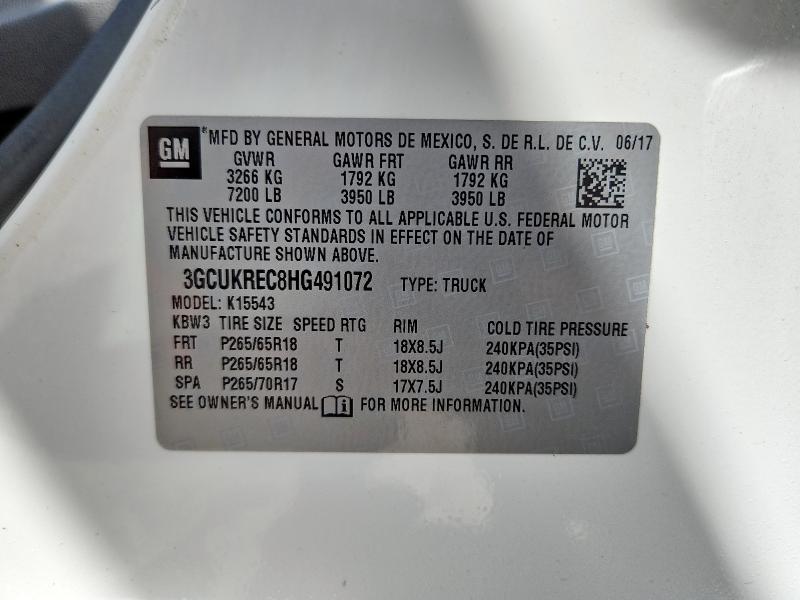 GM
®MFD BY GENERAL MOTORS DE MEXICO, S. DE R.L. DE C.V. 06/17
GVWR GAWR FRT GAWR RR
3266 KG 1792 KG 1792 KG
7200 LB 3950 LB 3950 LB
THIS VEHICLE CONFORMS TO ALL APPLICABLE U.S. FEDERAL MOTOR
VEHICLE SAFETY STANDARDS IN EFFECT ON THE DATE OF
MANUFACTURE SHOWN ABOVE.
3GCUKREC8HG491072 TYPE: TRUCK
MODEL: K15543
KBW3 TIRE SIZE SPEED RTG RIM COLD TIRE PRESSURE
FRT P265/65R18 T 18X8.5J 240KPA(35PSI)
RR P265/65R18 T 18X8.5J 240KPA(35PSI)
SPA P265/70R17 S 17X7.5J 240KPA(35PSI)
SEE OWNER'S MANUAL i FOR MORE INFORMATION.